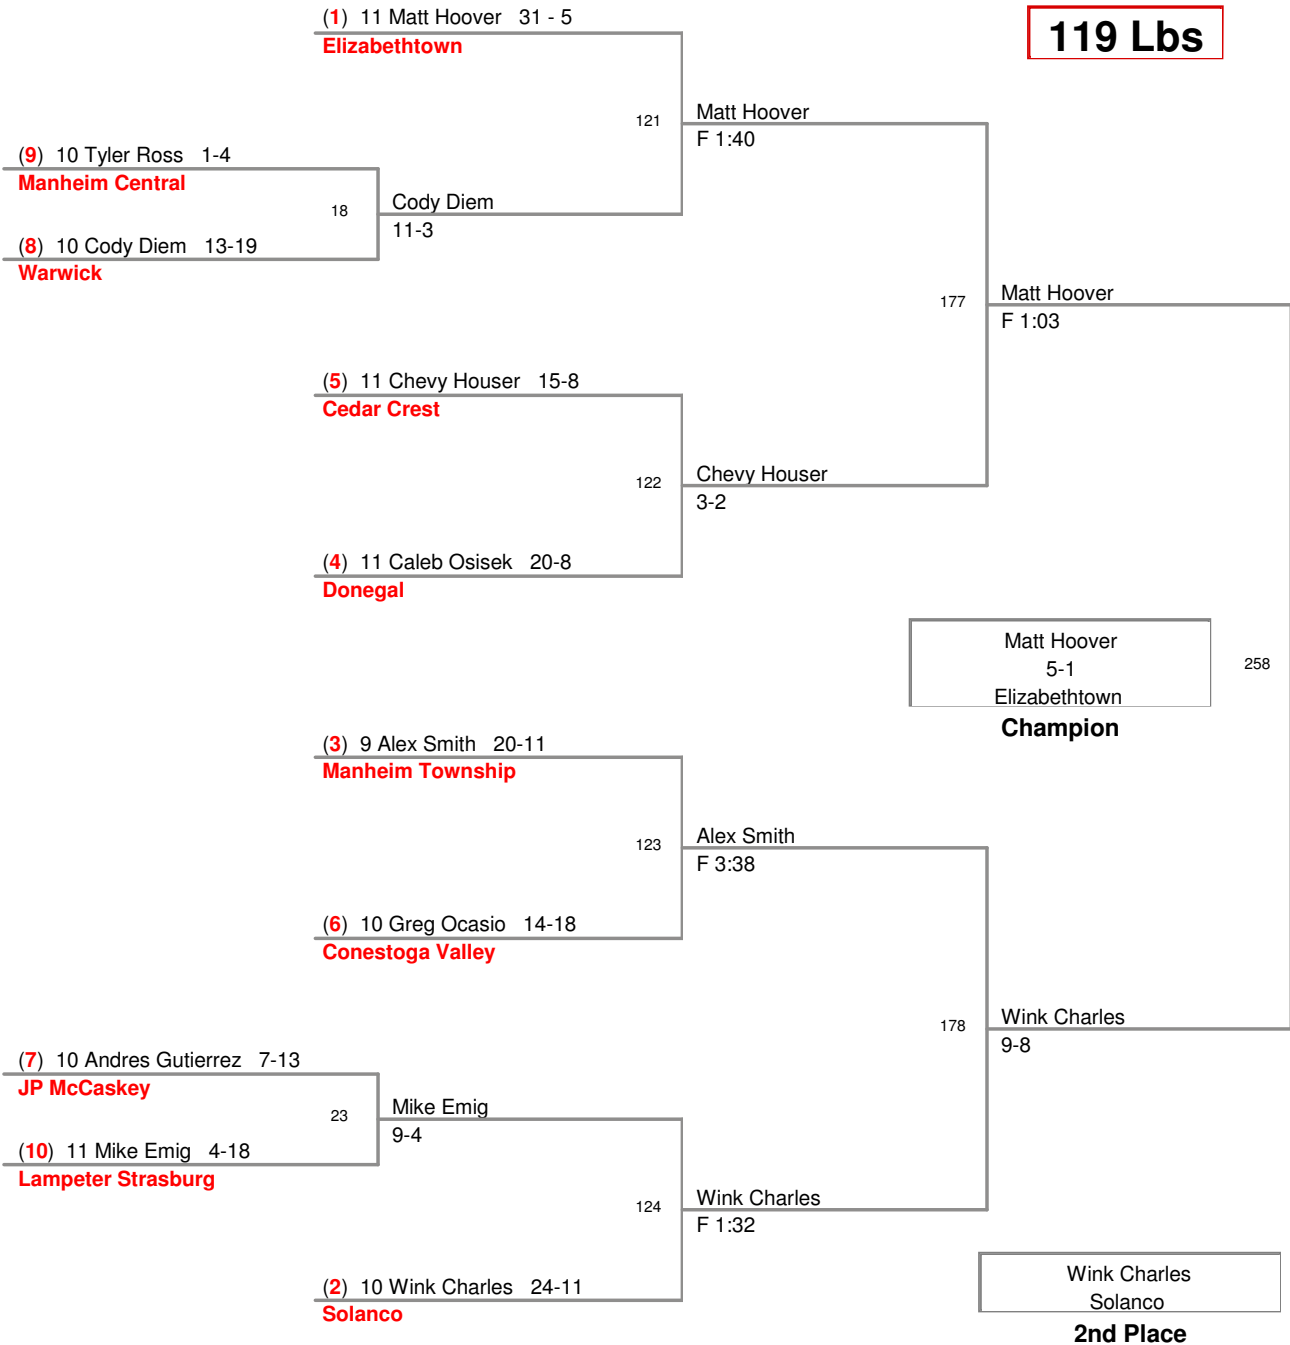 (1) 11 Matt Hoover 31 - 5
Elizabethtown
119 Lbs
121
Matt Hoover
F 1:40
(9) 10 Tyler Ross 1-4
Manheim Central
18
Cody Diem
11-3
(8) 10 Cody Diem 13-19
Warwick
177
Matt Hoover
F 1:03
(5) 11 Chevy Houser 15-8
Cedar Crest
122
Chevy Houser
3-2
(4) 11 Caleb Osisek 20-8
Donegal
Matt Hoover
5-1
Elizabethtown
Champion
258
(3) 9 Alex Smith 20-11
Manheim Township
123
Alex Smith
F 3:38
(6) 10 Greg Ocasio 14-18
Conestoga Valley
178
Wink Charles
9-8
(7) 10 Andres Gutierrez 7-13
JP McCaskey
23
Mike Emig
9-4
(10) 11 Mike Emig 4-18
Lampeter Strasburg
124
Wink Charles
F 1:32
(2) 10 Wink Charles 24-11
Solanco
Wink Charles
Solanco
2nd Place